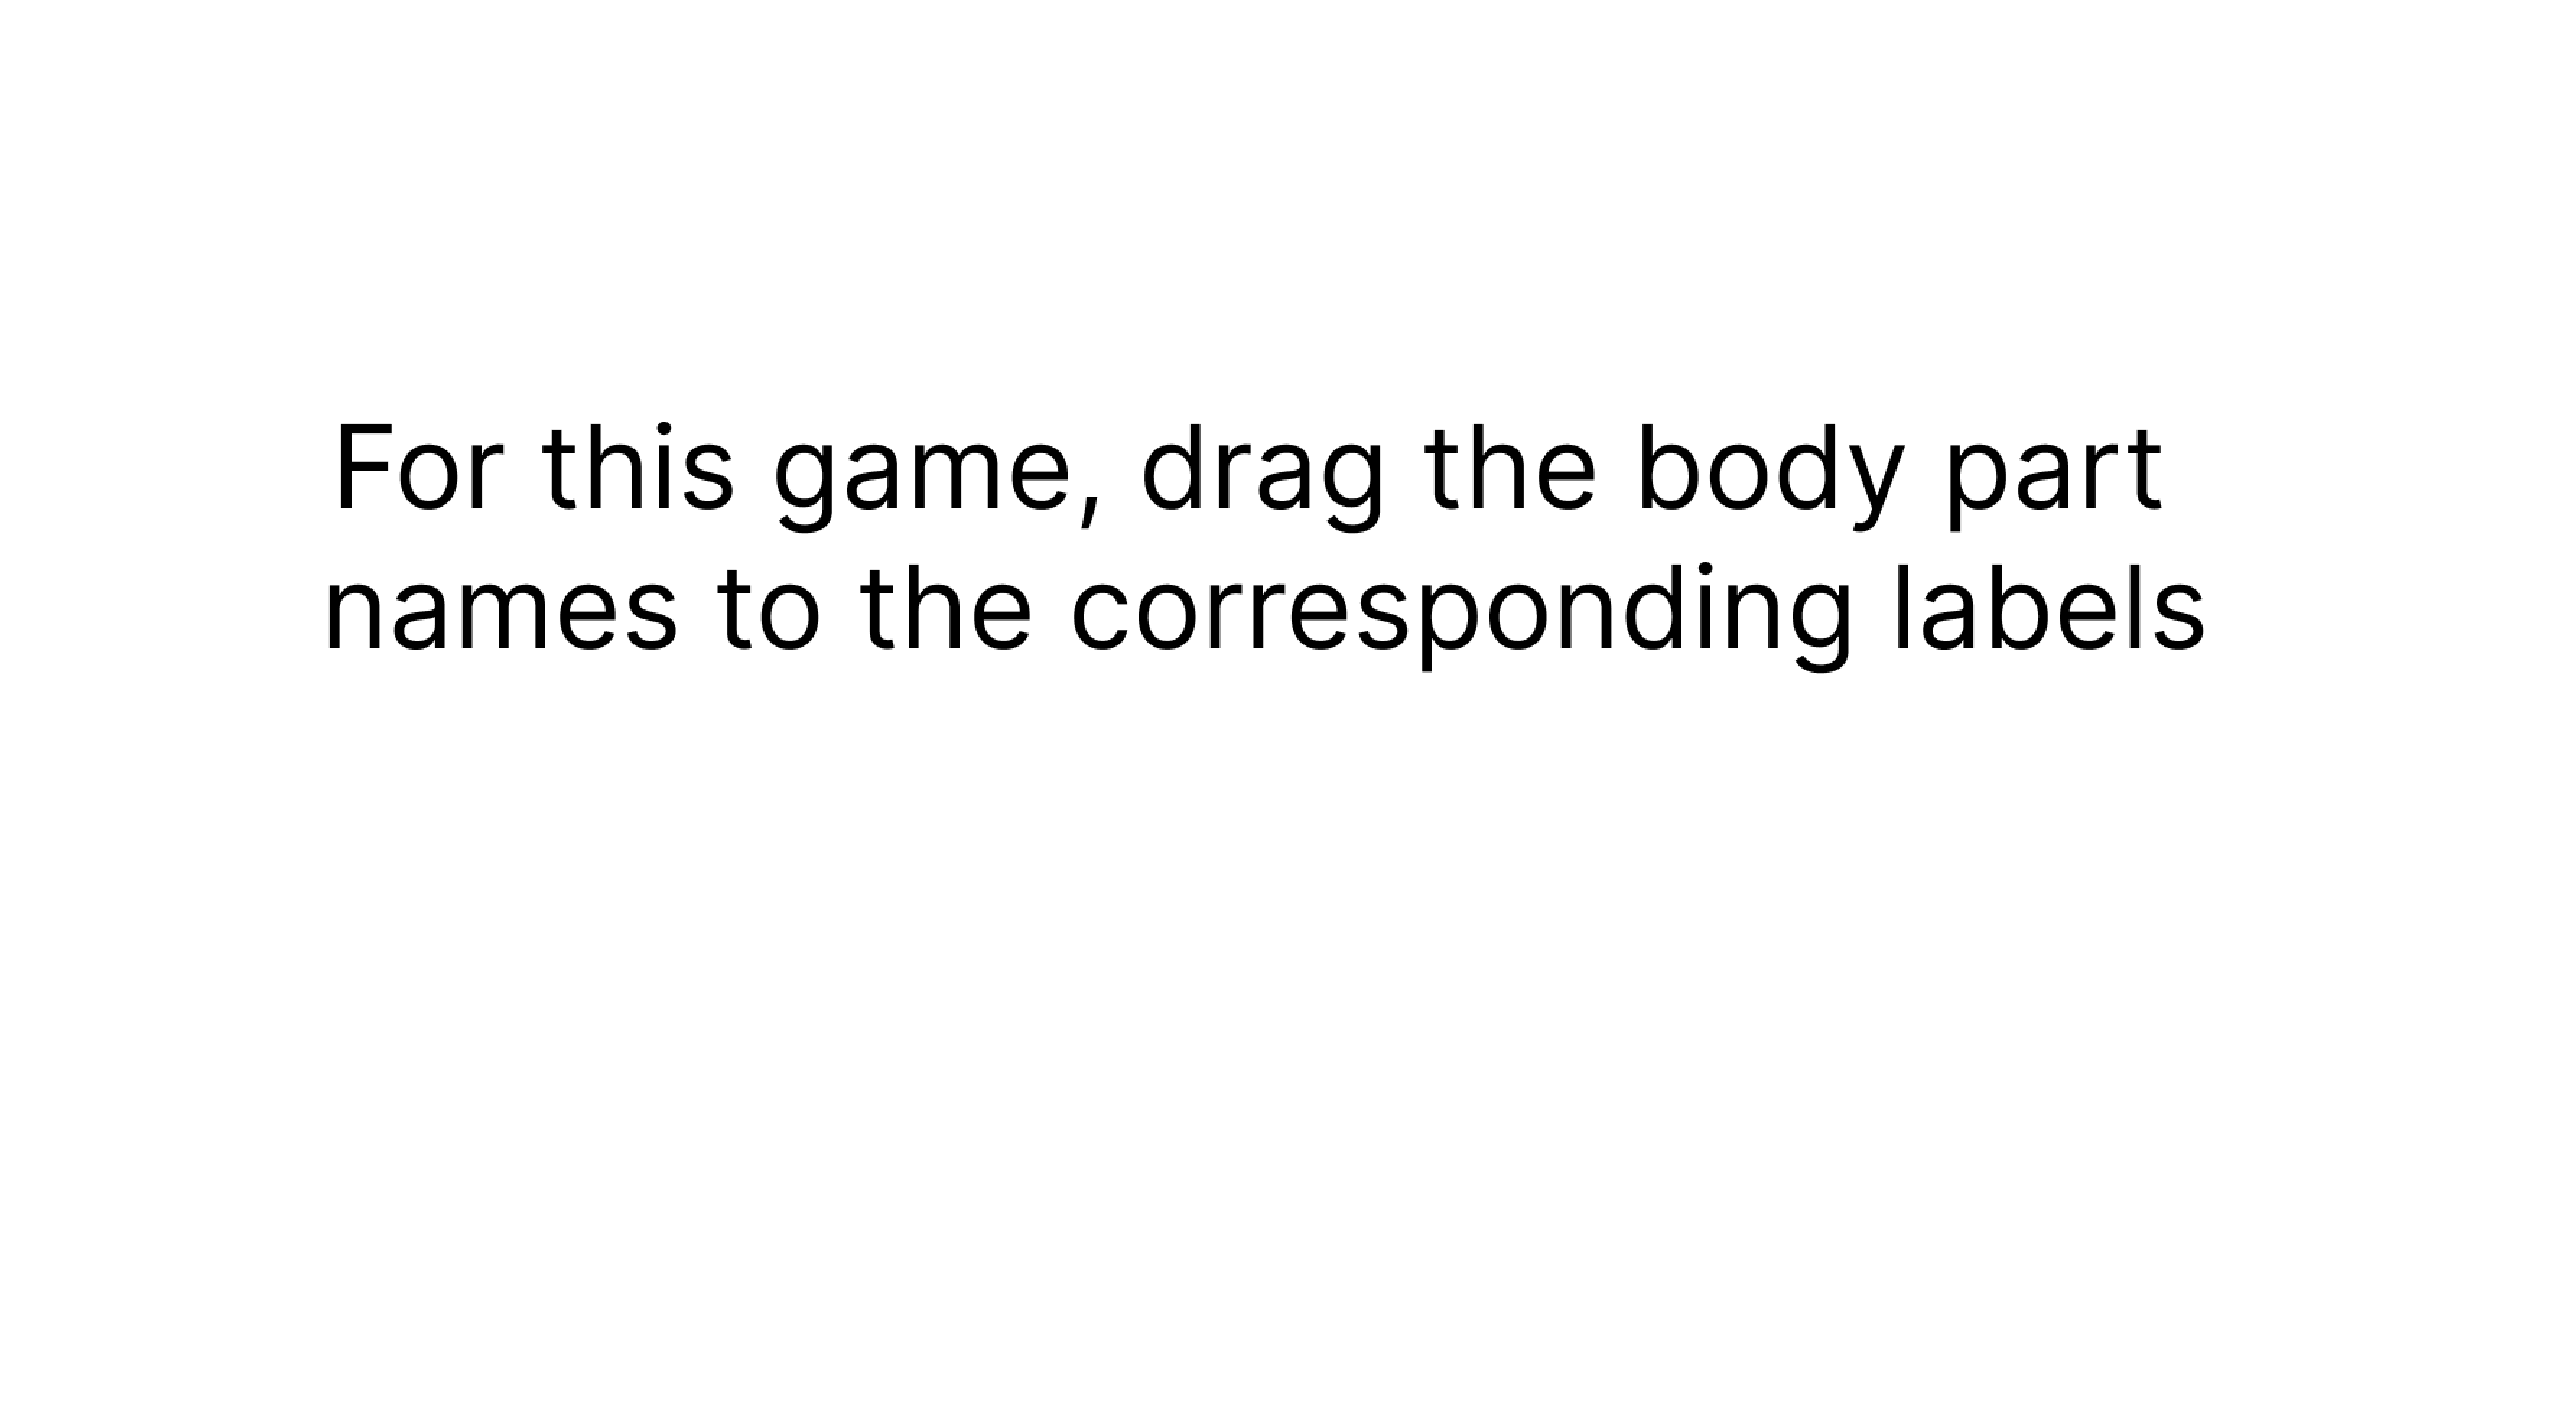 For this game, drag the body part
names to the corresponding labels